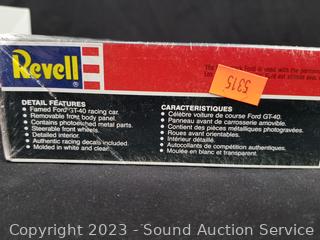 Revell
5315
DETAIL FEATURES
• Famed Ford GT-40 racing car.
• Removable front body panel.
• Contains photoetched metal parts.
• Steerable front wheels.
• Detailed interior.
• Authentic racing decals included.
• Molded in white and clear.
CARACTERISTIQUES
• Célèbre voiture de course Ford GT-40.
• Panneau avant de carrosserie amovible.
• Contient des pièces métalliques photogravées.
• Roues avant orientables.
• Intérieur détaillé.
• Autocollants de compétition authentiques.
• Moulée en blanc et transparent.
Copyright 2023 - Sound Auction Service